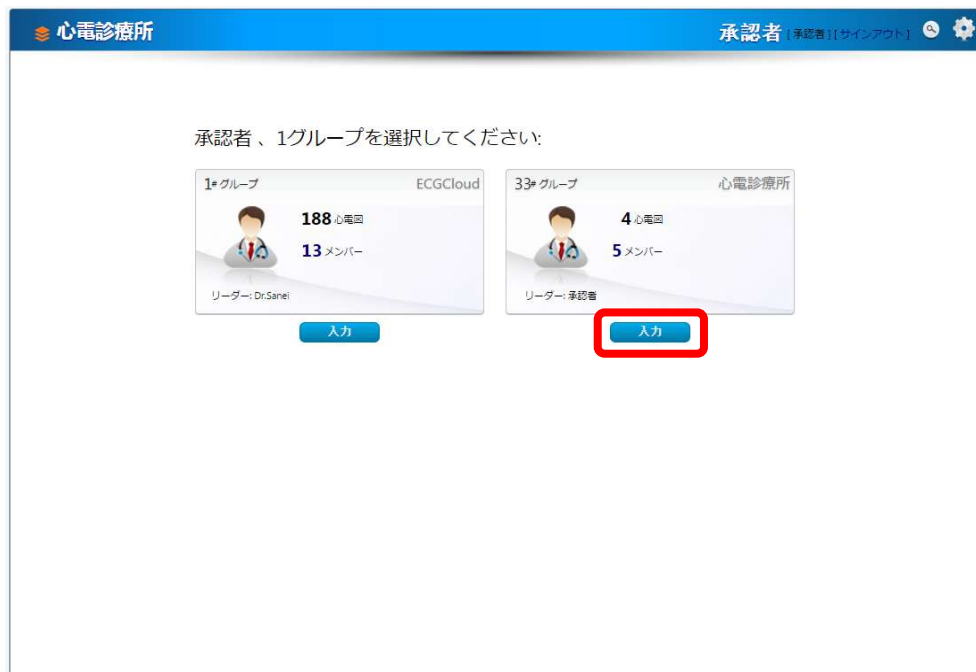 心電診療所
承認者 [承認者] [サインアウト]
承認者 、1グループを選択してください:
1# グループ ECGCloud
188 心電図
13 メンバー
リーダー: Dr.Sanei
入力
33# グループ 心電診療所
4 心電図
5 メンバー
リーダー: 承認者
入力